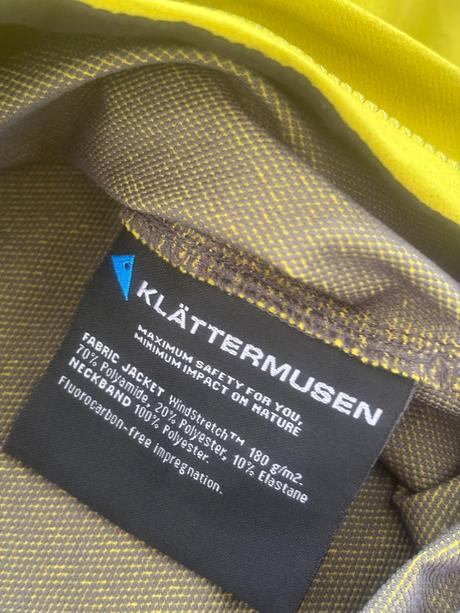 KLÄTTERMUSEN
MAXIMUM SAFETY FOR YOU,
MINIMUM IMPACT ON NATURE
FABRIC JACKET WindStretch™ 180 g/m2.
70% Polyamide, 20% Polyester, 10% Elastane
NECKBAND 100% Polyester.
Fluorocarbon-free impregnation.